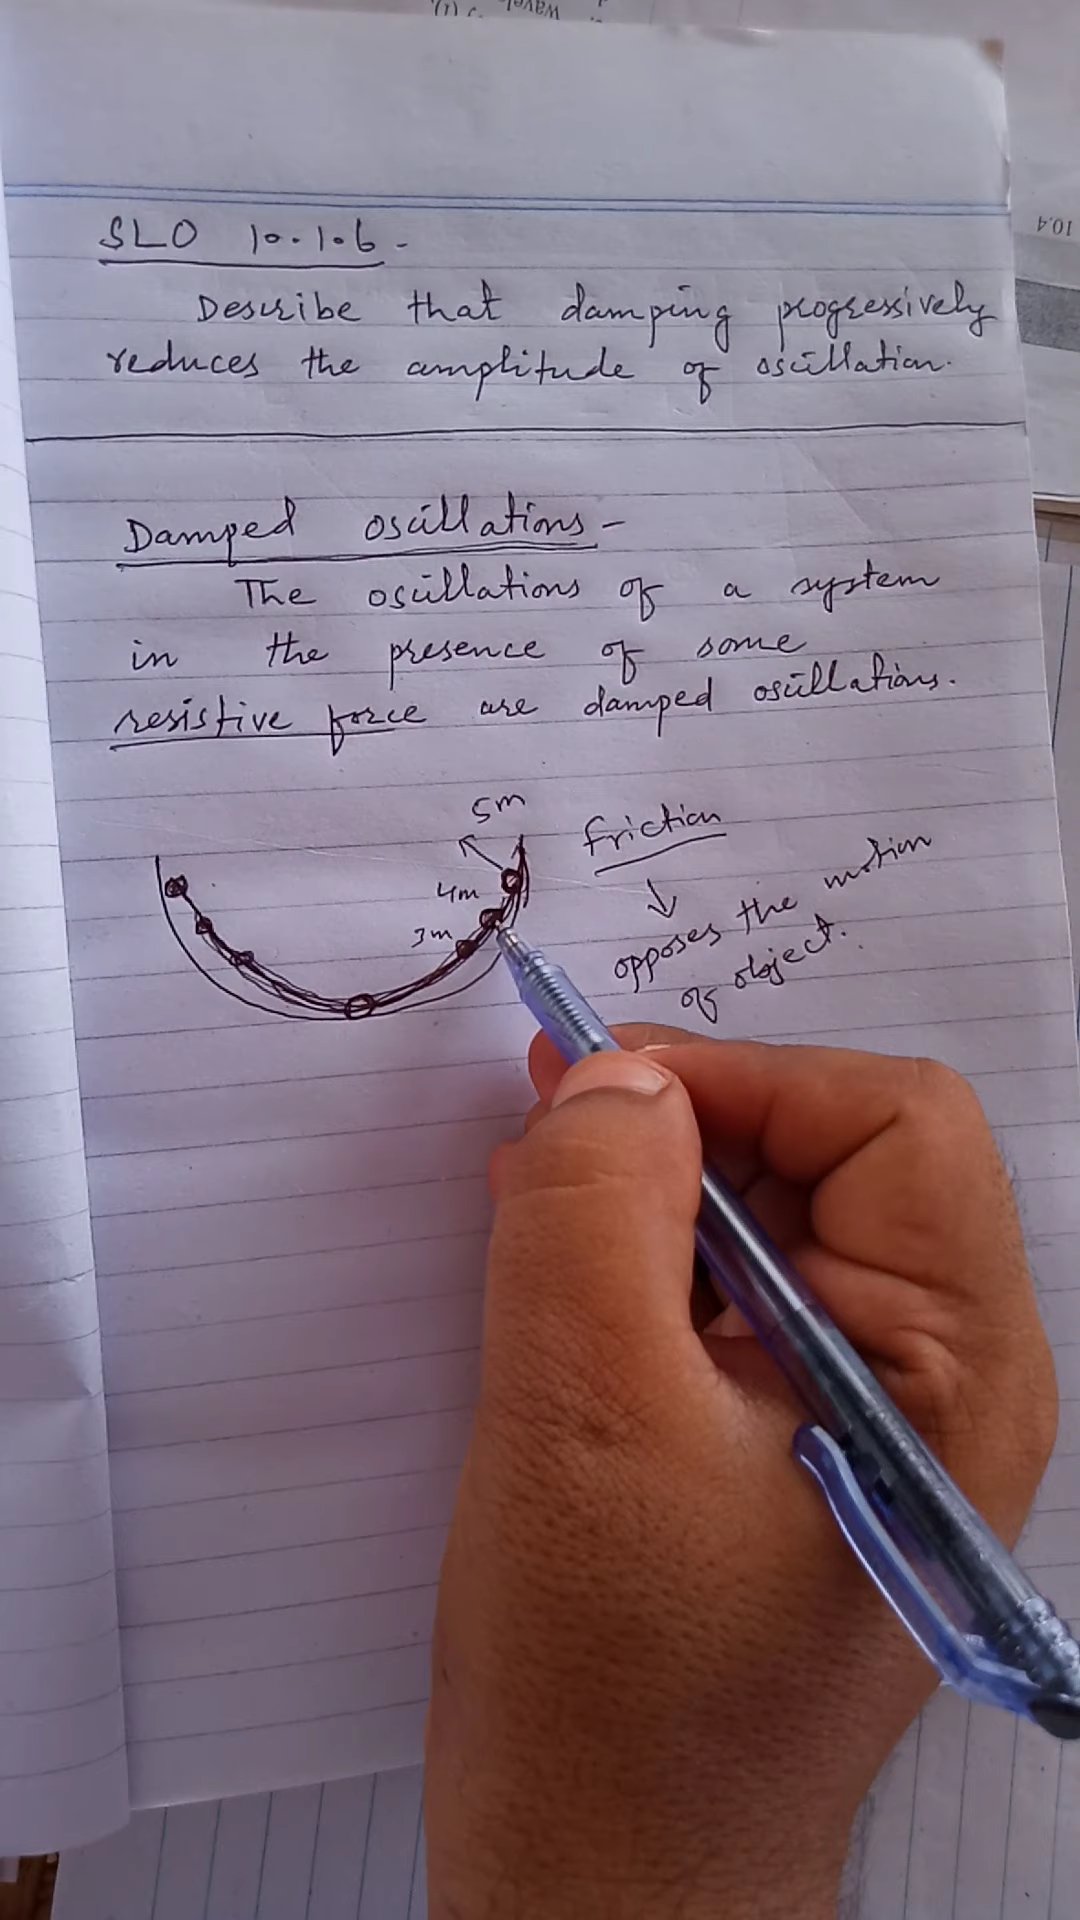 SLO 10.1.6 -
Describe that damping progressively
reduces the amplitude of oscillation.
10.4
Damped oscillations -
The oscillations of a system
in the presence of some
resistive force are damped oscillations.
5m
4m
3m
friction
opposes the motion
of object.